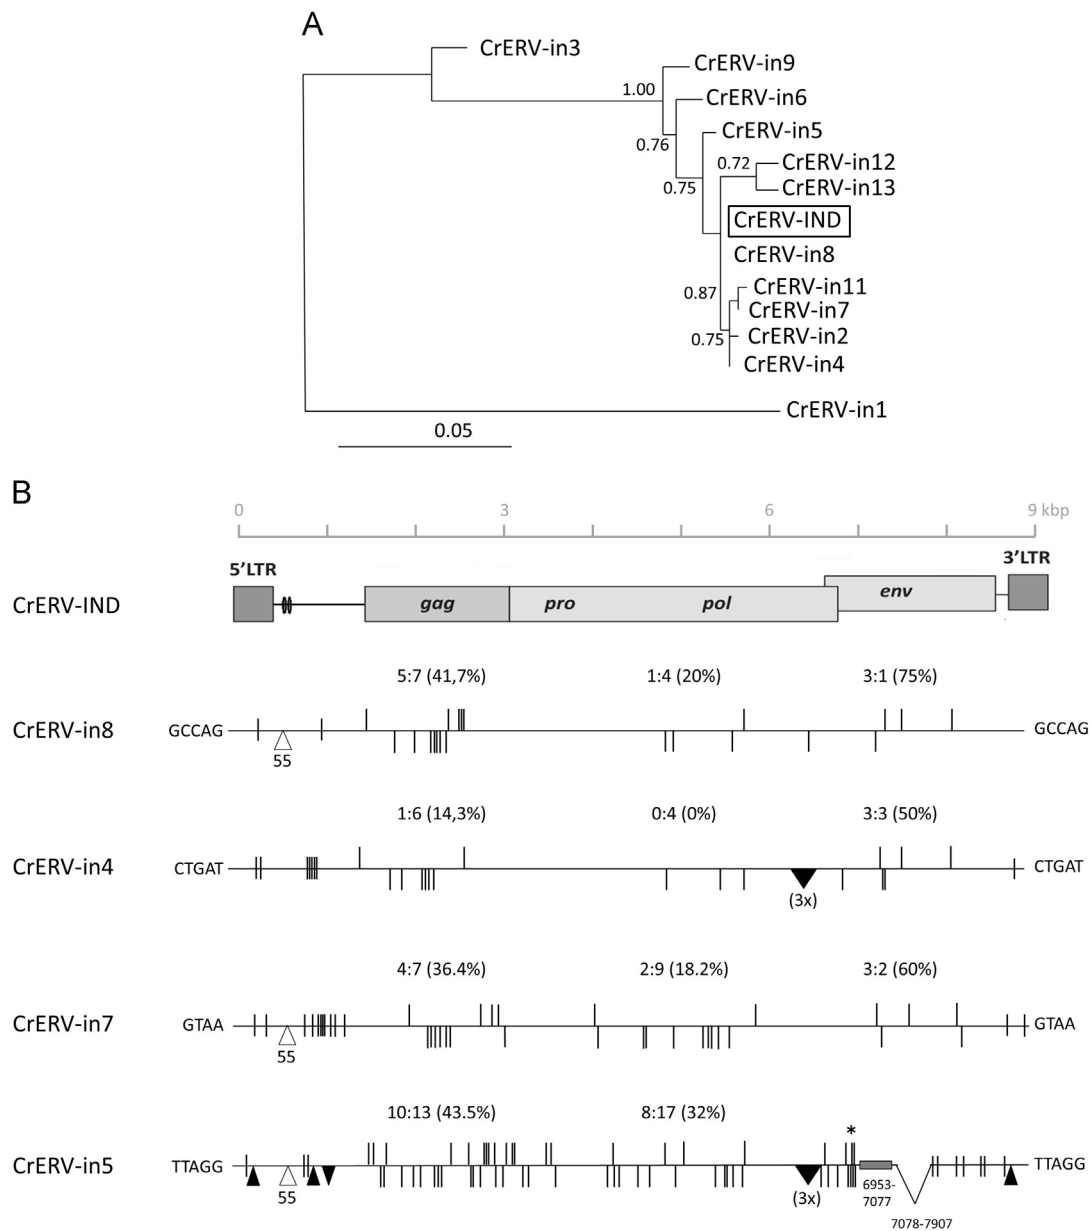 A
CrERV-in3
CrERV-in9
1.00
CrERV-in6
0.76
CrERV-in5
0.72
CrERV-in12
0.75
CrERV-in13
CrERV-IND
CrERV-in8
0.87
CrERV-in11
CrERV-in7
0.75
CrERV-in2
CrERV-in4
CrERV-in1
0.05
B
0 3 6 9 kbp
5'LTR 3'LTR
CrERV-IND gag pro pol env
5:7 (41,7%) 1:4 (20%) 3:1 (75%)
CrERV-in8 GCCAG GCCAG
55
1:6 (14,3%) 0:4 (0%) 3:3 (50%)
CrERV-in4 CTGAT CTGAT
(3x)
4:7 (36.4%) 2:9 (18.2%) 3:2 (60%)
CrERV-in7 GTAA GTAA
55
10:13 (43.5%) 8:17 (32%)
*
CrERV-in5 TTAGG TTAGG
55 (3x) 6953-
7077
7078-7907